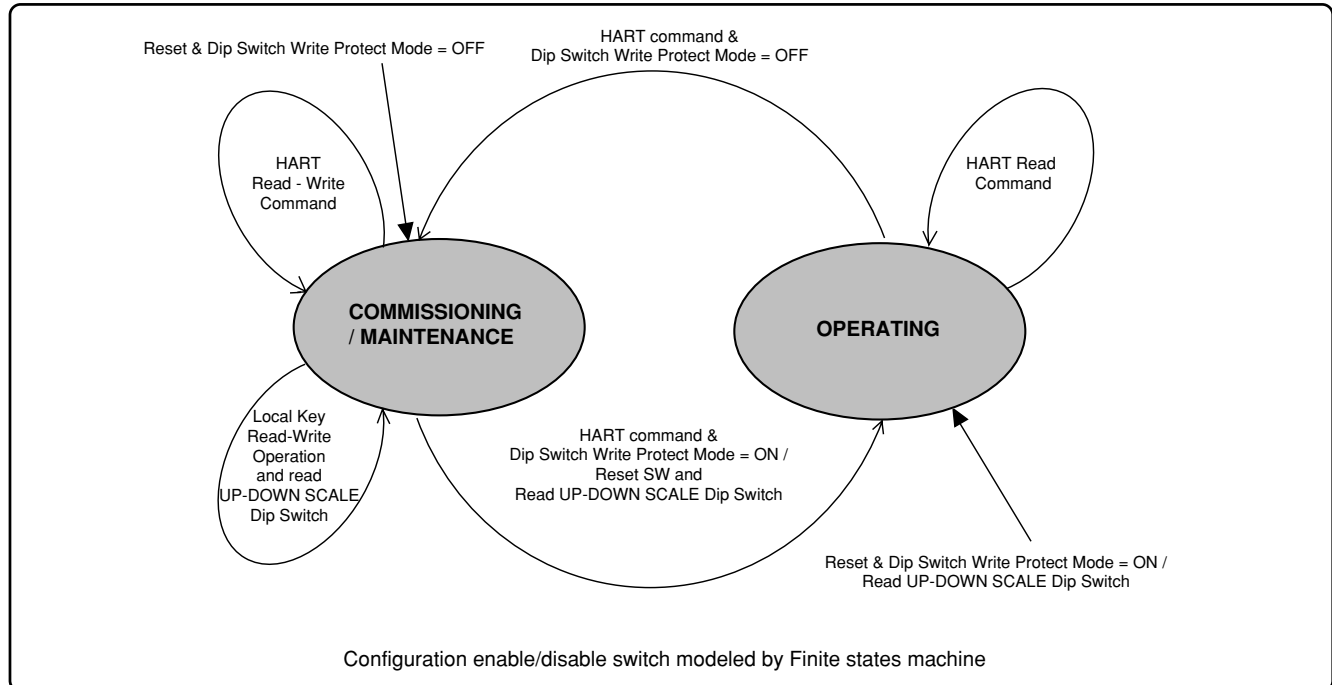 Reset & Dip Switch Write Protect Mode = OFF
HART command &
Dip Switch Write Protect Mode = OFF
HART
Read - Write
Command
HART Read
Command
COMMISSIONING
/ MAINTENANCE
OPERATING
Local Key
Read-Write
Operation
and read
UP-DOWN SCALE
Dip Switch
HART command &
Dip Switch Write Protect Mode = ON /
Reset SW and
Read UP-DOWN SCALE Dip Switch
Reset & Dip Switch Write Protect Mode = ON /
Read UP-DOWN SCALE Dip Switch
Configuration enable/disable switch modeled by Finite states machine